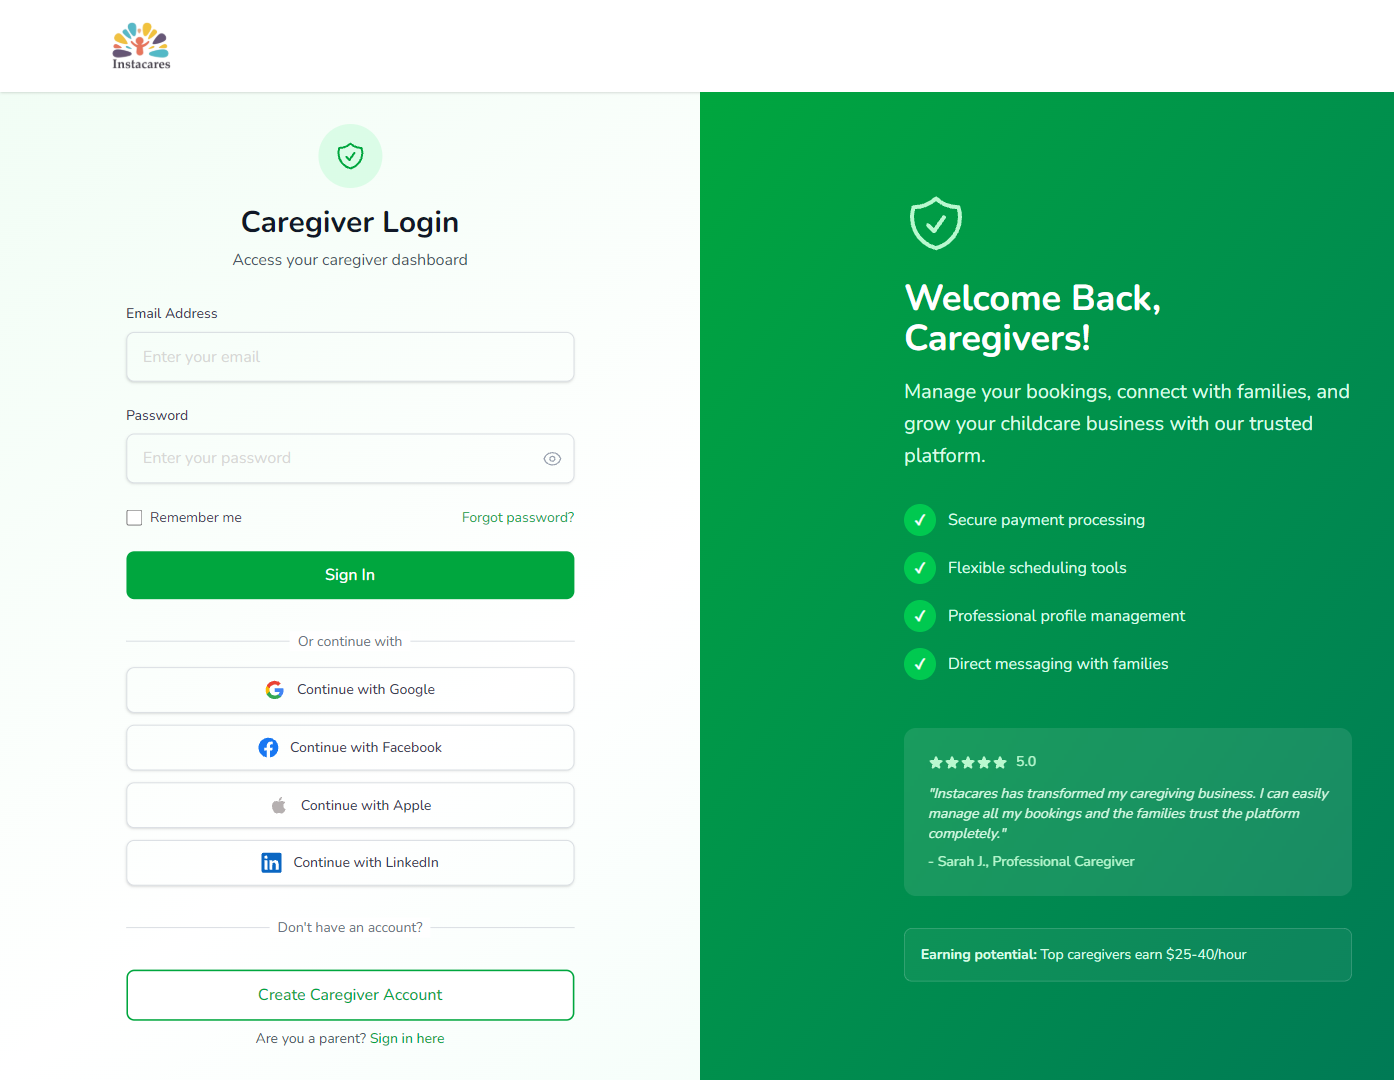 Instacares
Caregiver Login
Access your caregiver dashboard
Email Address
Enter your email
Password
Enter your password
Remember me
Forgot password?
Sign In
Or continue with
Continue with Google
Continue with Facebook
Continue with Apple
Continue with LinkedIn
Don't have an account?
Create Caregiver Account
Are you a parent? Sign in here
Welcome Back,
Caregivers!
Manage your bookings, connect with families, and
grow your childcare business with our trusted
platform.
Secure payment processing
Flexible scheduling tools
Professional profile management
Direct messaging with families
5.0
"Instacares has transformed my caregiving business. I can easily
manage all my bookings and the families trust the platform
completely."
- Sarah J., Professional Caregiver
Earning potential: Top caregivers earn $25-40/hour